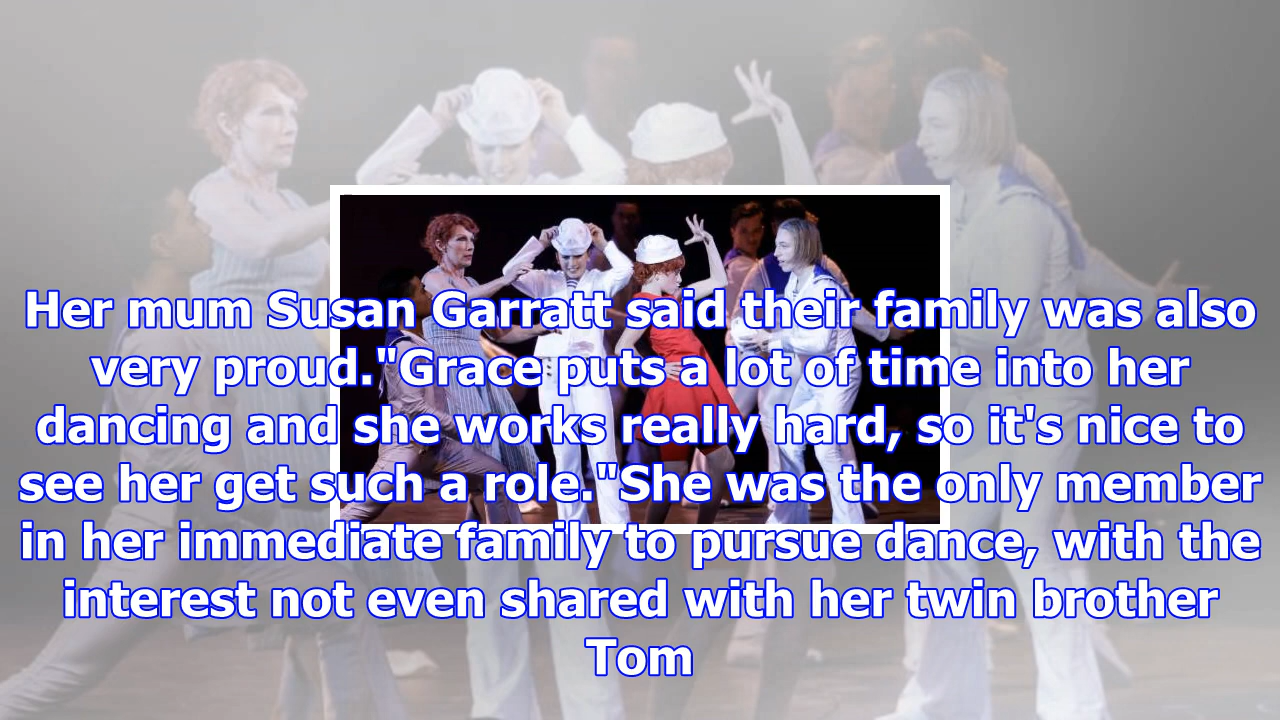 Her mum Susan Garratt said their family was also
very proud."Grace puts a lot of time into her
dancing and she works really hard, so it's nice to
see her get such a role."She was the only member
in her immediate family to pursue dance, with the
interest not even shared with her twin brother
Tom